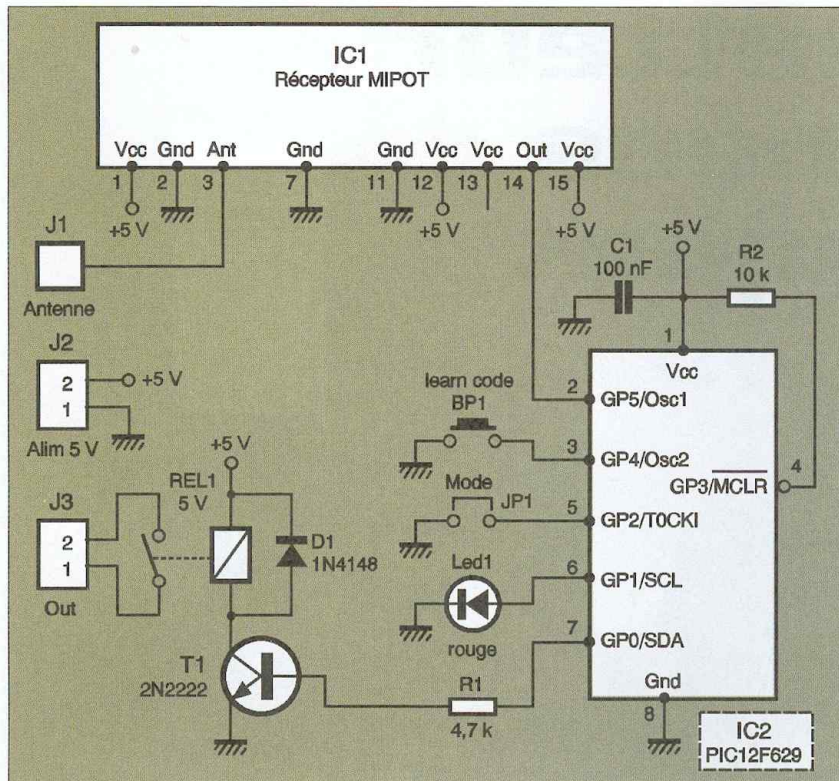 IC1
Récepteur MIPOT
Vcc Gnd Ant Gnd Gnd Vcc Vcc Out Vcc
1 2 3 7 11 12 13 14 15
+5 V +5 V +5 V
J1
Antenne
J2
2
1
+5 V
Alim 5 V
J3
2
1
Out
+5 V
REL1
5 V
D1
1N4148
T1
2N2222
R1
4,7 k
C1
100 nF
+5 V
R2
10 k
learn code
BP1
Mode
JP1
Led1
rouge
1
Vcc
2 GP5/Osc1
3 GP4/Osc2
4
GP3/MCLR
5 GP2/T0CKI
6 GP1/SCL
7 GP0/SDA
Gnd
8
IC2
PIC12F629